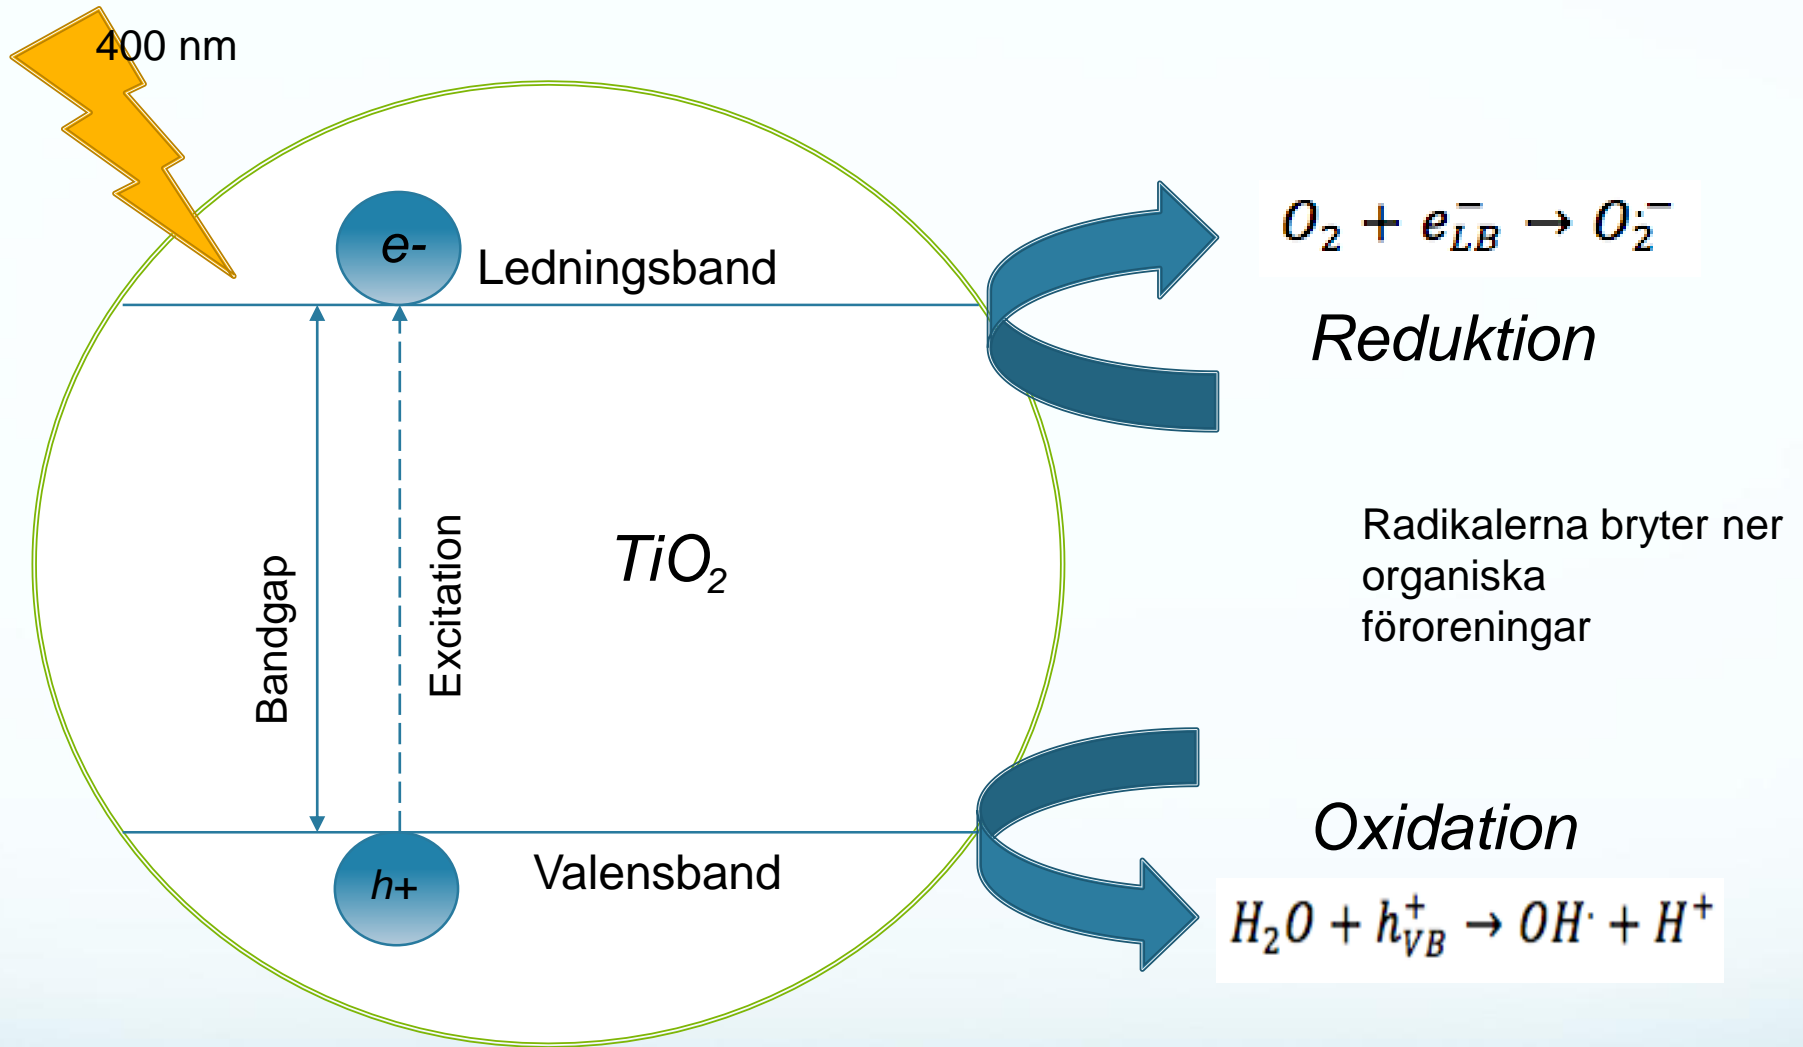 400 nm
e-
Ledningsband
O₂ + e⁻_LB → O₂˙⁻
Reduktion
Bandgap
Excitation
TiO₂
Radikalerna bryter ner
organiska
föroreningar
Oxidation
h+
Valensband
H₂O + h⁺_VB → OH˙ + H⁺